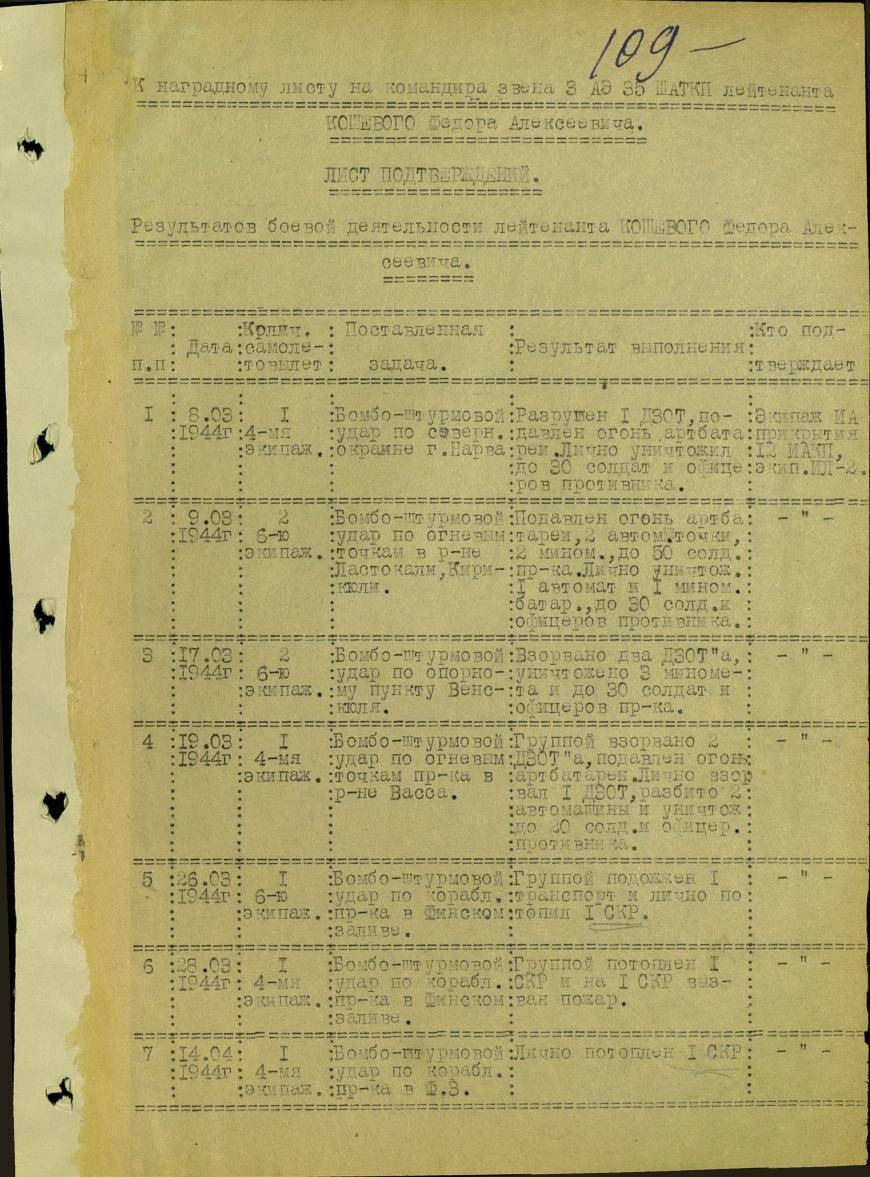 109-
К наградному листу на командира звена 3 АЭ 35 ШАТКП лейтенанта
КОШЕВОГО Федора Алексеевича.
ЛИСТ ПОДТВЕРЖДЕНИЙ.
Результатов боевой деятельности лейтенанта КОШЕВОГО Федора Алек-
сеевича.
№ №: :Колич. :Поставленная : :Кто под-
: Дата:самоле-: :Результат выполнения:
п.п: :товылет: задача. : :тверждает
1 : 8.03: I :Бомбо-штурмовой:Разрушен I ДЗОТ,по-:Экипаж ИА
:1944г:4-мя :удар по северн.:давлен огонь артбата:прикрытия
: :экипаж.:окраине г.Нарва:реи.Лично уничтожил :12 ИАКП,
: : : :до 30 солдат и офице:экип.ИЛ-2.
: : : :ров противника. :
2 : 9.03: 2 :Бомбо-штурмовой:Подавлен огонь артба: - " -
:1944г: 6-ю :удар по огневым:тареи,2 автом.точки,:
: :экипаж.:точкам в р-не :2 мином.,до 50 солд.:
: : :Ластокали,Кири-:пр-ка.Лично уничтож.:
: : :кюли. :I автомат и I мином.:
: : : :батар.,до 30 солд.и :
: : : :офицеров противника.:
3 :17.03: 2 :Бомбо-штурмовой:Взорвано два ДЗОТ"а,: - " -
:1944г: 6-ю :удар по опорно-:уничтожено 3 миноме-:
: :экипаж.:му пункту Венс-:та и до 30 солдат и :
: : :кюля. :офицеров пр-ка. :
4 :19.03: I :Бомбо-штурмовой:Группой взорвано 2 : - " -
:1944г: 4-мя :удар по огневым:ДЗОТ"а,подавлен огонь
: :экипаж.:точкам пр-ка в :артбатареи.Лично взор
: : :р-не Васса. :вал I ДЗОТ,разбито 2:
: : : :автомашины и уничтож:
: : : :до 20 солд.и офицер.:
: : : :противника. :
5 :26.03: I :Бомбо-штурмовой:Группой подожжен I : - " -
:1944г: 6-ю :удар по корабл.:транспорт и лично по:
: :экипаж.:пр-ка в Финском:топил I СКР. :
: : :заливе. : :
6 :28.03: I :Бомбо-штурмовой:Группой потоплен I : - " -
:1944г: 4-мя :удар по корабл.:СКР и на I СКР выз- :
: :экипаж.:пр-ка в Финском:ван пожар. :
: : :заливе. : :
7 :14.04: I :Бомбо-штурмовой:Лично потоплен I СКР: - " -
:1944г: 4-мя :удар по корабл.: :
: :экипаж.:пр-ка в Ф.З. : :